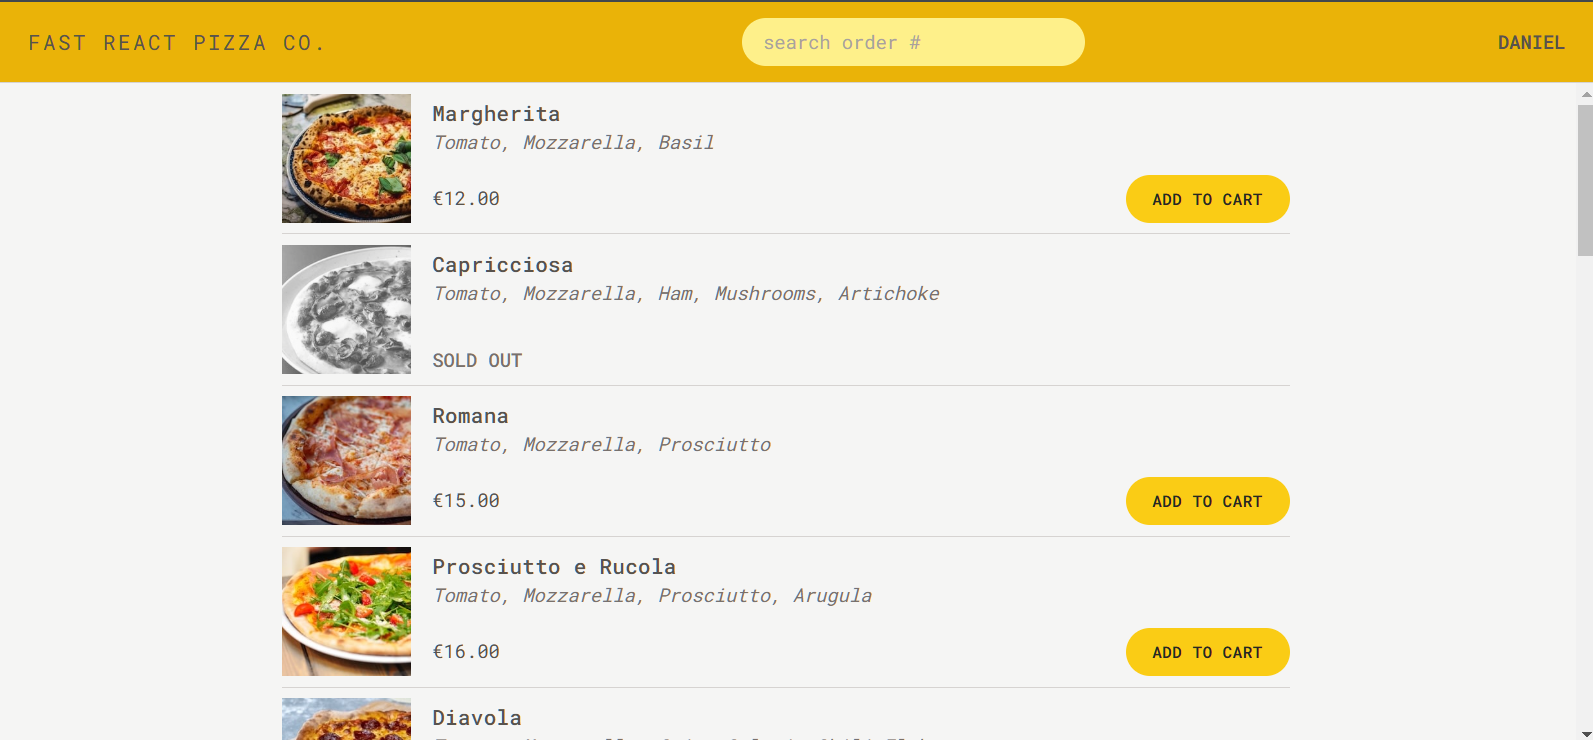 FAST REACT PIZZA CO.
search order #
DANIEL
Margherita
Tomato, Mozzarella, Basil
€12.00
ADD TO CART
Capricciosa
Tomato, Mozzarella, Ham, Mushrooms, Artichoke
SOLD OUT
Romana
Tomato, Mozzarella, Prosciutto
€15.00
ADD TO CART
Prosciutto e Rucola
Tomato, Mozzarella, Prosciutto, Arugula
€16.00
ADD TO CART
Diavola